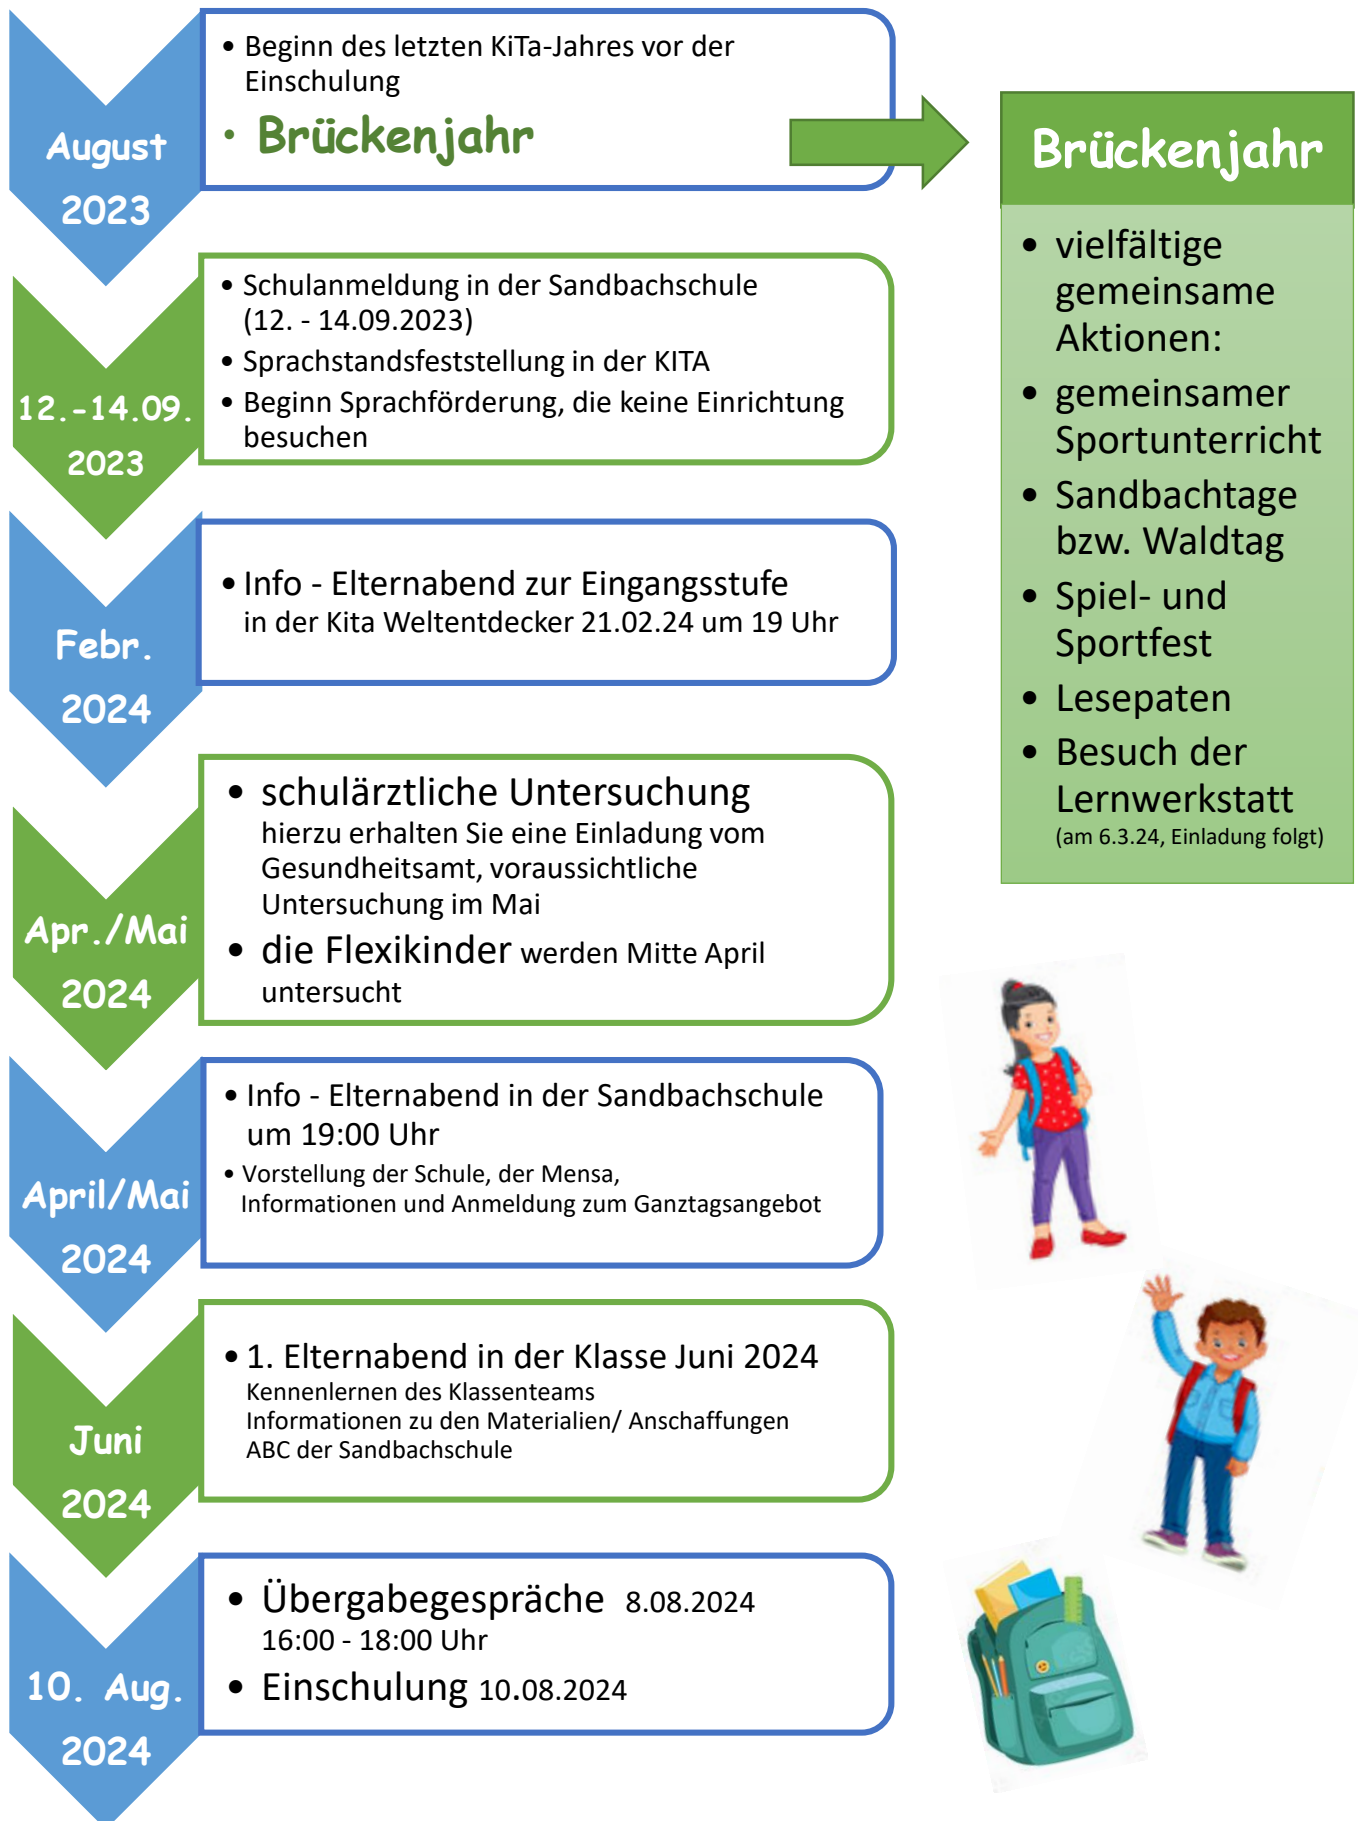 August
2023
• Beginn des letzten KiTa-Jahres vor der
Einschulung
• Brückenjahr
12.-14.09.
2023
• Schulanmeldung in der Sandbachschule
(12. - 14.09.2023)
• Sprachstandsfeststellung in der KITA
• Beginn Sprachförderung, die keine Einrichtung
besuchen
Febr.
2024
• Info - Elternabend zur Eingangsstufe
in der Kita Weltentdecker 21.02.24 um 19 Uhr
Apr./Mai
2024
• schulärztliche Untersuchung
hierzu erhalten Sie eine Einladung vom
Gesundheitsamt, voraussichtliche
Untersuchung im Mai
• die Flexikinder werden Mitte April
untersucht
April/Mai
2024
• Info - Elternabend in der Sandbachschule
um 19:00 Uhr
• Vorstellung der Schule, der Mensa,
Informationen und Anmeldung zum Ganztagsangebot
Juni
2024
• 1. Elternabend in der Klasse Juni 2024
Kennenlernen des Klassenteams
Informationen zu den Materialien/ Anschaffungen
ABC der Sandbachschule
10. Aug.
2024
• Übergabegespräche 8.08.2024
16:00 - 18:00 Uhr
• Einschulung 10.08.2024
Brückenjahr
• vielfältige
gemeinsame
Aktionen:
• gemeinsamer
Sportunterricht
• Sandbachtage
bzw. Waldtag
• Spiel- und
Sportfest
• Lesepaten
• Besuch der
Lernwerkstatt
(am 6.3.24, Einladung folgt)